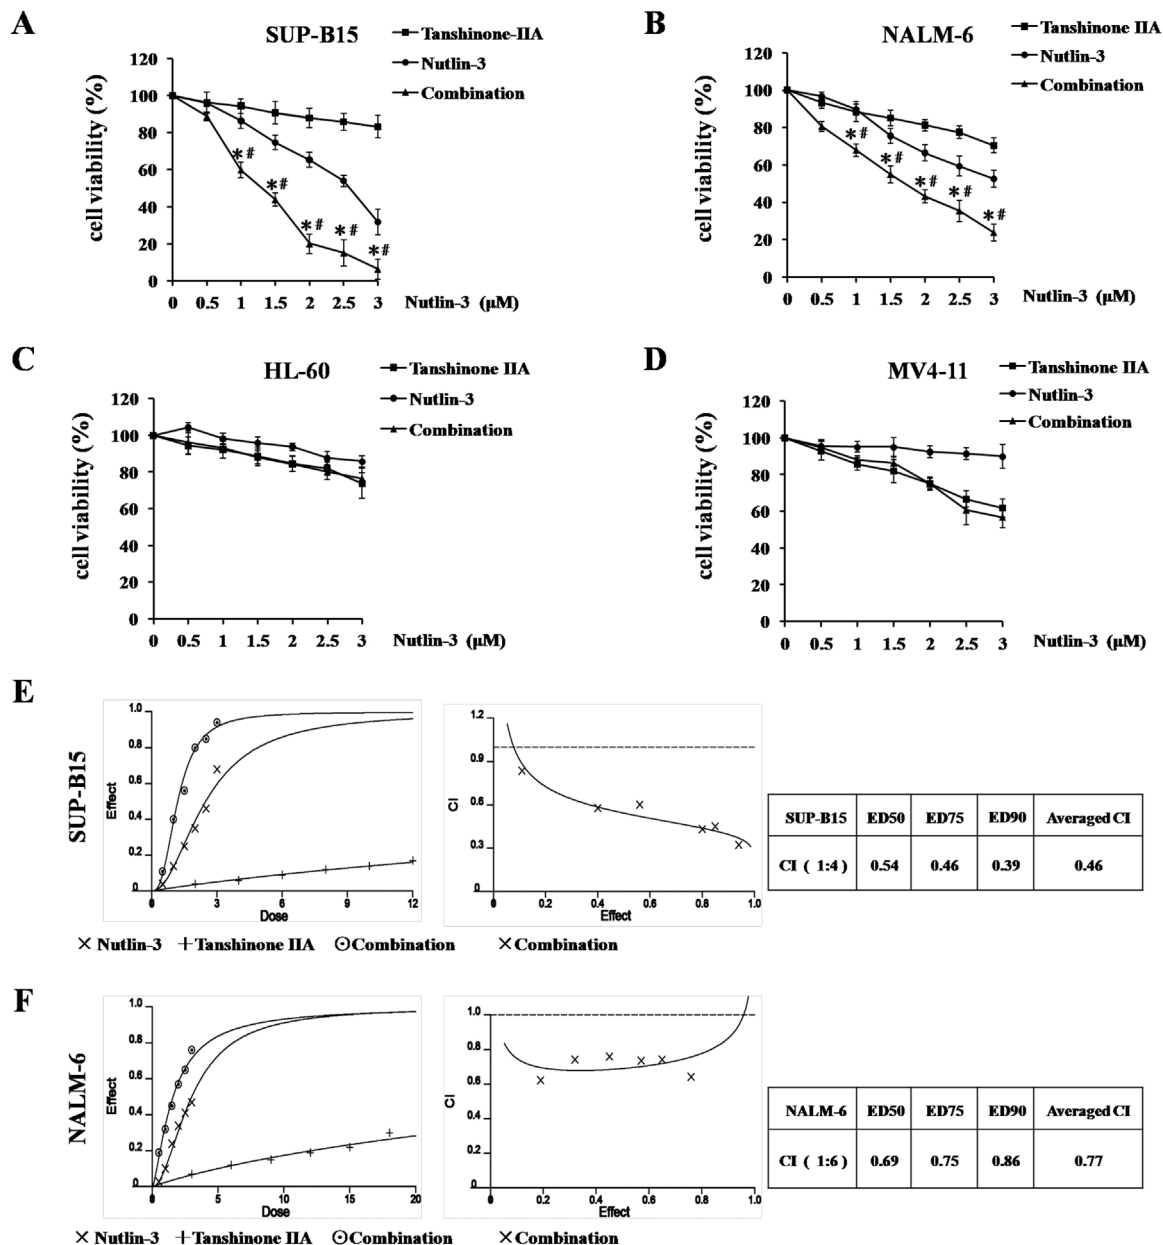 A
SUP-B15
Tanshinone-IIA
Nutlin-3
Combination
cell viability (%)
120
100
80
60
40
20
0
*#
*#
*#
*#
*#
0 0.5 1 1.5 2 2.5 3
Nutlin-3 (μM)
B
NALM-6
Tanshinone IIA
Nutlin-3
Combination
cell viability (%)
120
100
80
60
40
20
0
*#
*#
*#
*#
*#
0 0.5 1 1.5 2 2.5 3
Nutlin-3 (μM)
C
HL-60
Tanshinone IIA
Nutlin-3
Combination
cell viability (%)
120
100
80
60
40
20
0
0 0.5 1 1.5 2 2.5 3
Nutlin-3 (μM)
D
MV4-11
Tanshinone IIA
Nutlin-3
Combination
cell viability (%)
120
100
80
60
40
20
0
0 0.5 1 1.5 2 2.5 3
Nutlin-3 (μM)
E
SUP-B15
Effect
1.0
0.8
0.6
0.4
0.2
0
0 3 6 9 12
Dose
× Nutlin-3 + Tanshinone IIA ⊙ Combination
CI
1.2
0.9
0.6
0.3
0
0 0.2 0.4 0.6 0.8 1.0
Effect
× Combination
SUP-B15 ED50 ED75 ED90 Averaged CI
CI ( 1:4) 0.54 0.46 0.39 0.46
F
NALM-6
Effect
1.0
0.8
0.6
0.4
0.2
0
0 5 10 15 20
Dose
× Nutlin-3 + Tanshinone IIA ⊙ Combination
CI
1.0
0.8
0.6
0.4
0.2
0
0 0.2 0.4 0.6 0.8 1.0
Effect
× Combination
NALM-6 ED50 ED75 ED90 Averaged CI
CI ( 1:6) 0.69 0.75 0.86 0.77